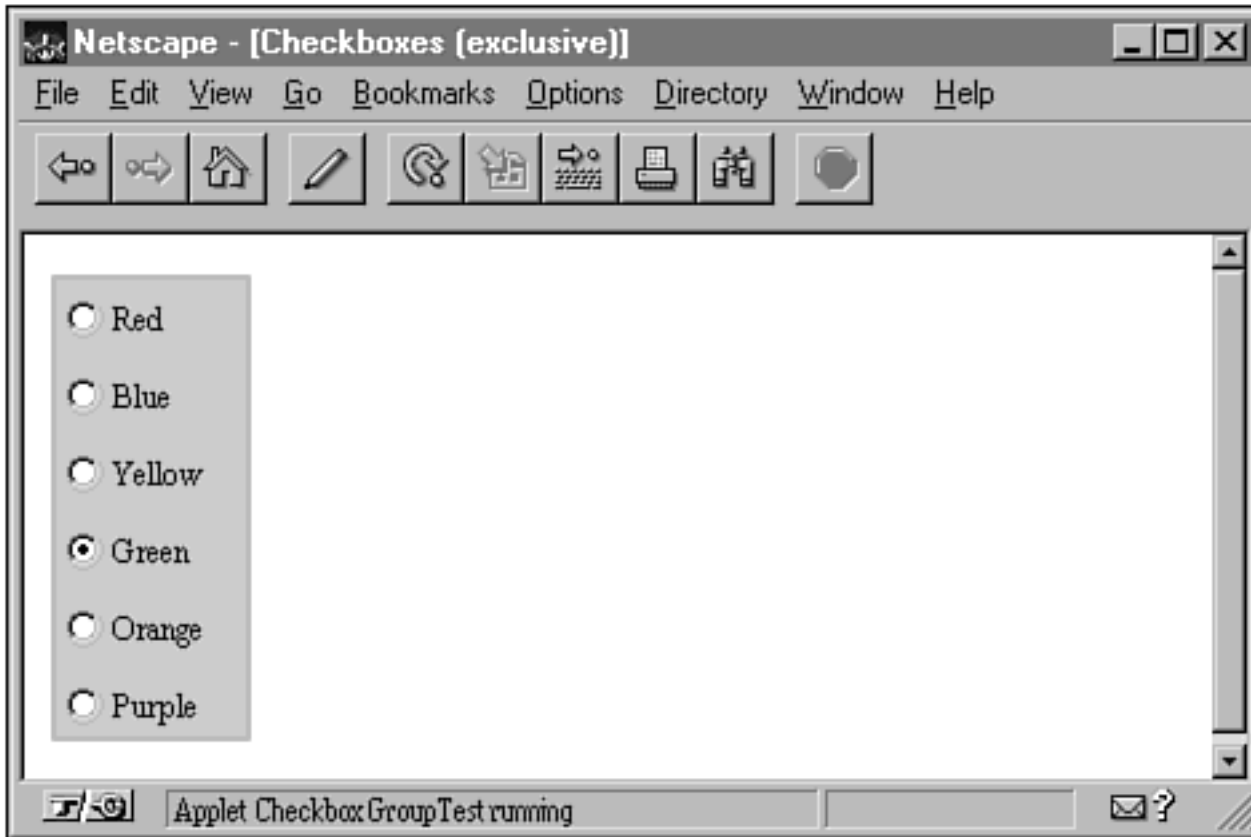 Netscape - [Checkboxes (exclusive)]
File Edit View Go Bookmarks Options Directory Window Help
Red
Blue
Yellow
Green
Orange
Purple
Applet CheckboxGroupTest running
?